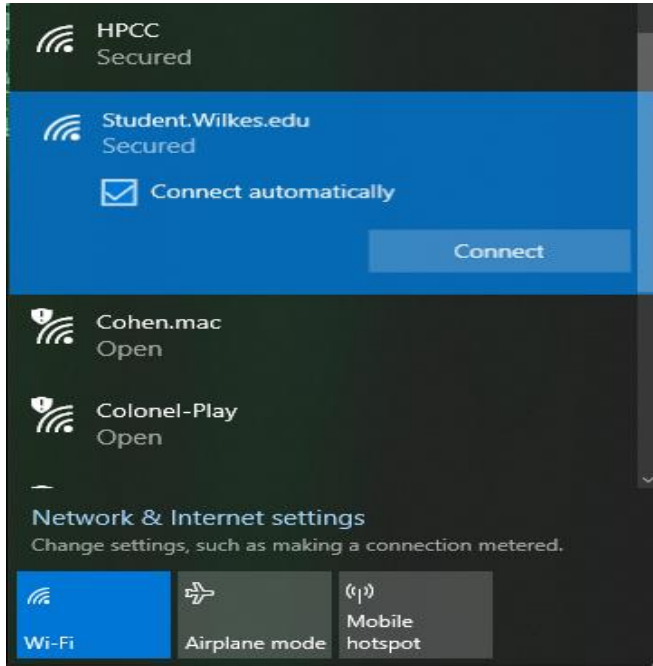 HPCC
Secured
Student.Wilkes.edu
Secured
Connect automatically
Connect
Cohen.mac
Open
Colonel-Play
Open
Network & Internet settings
Change settings, such as making a connection metered.
Wi-Fi
Airplane mode
Mobile
hotspot